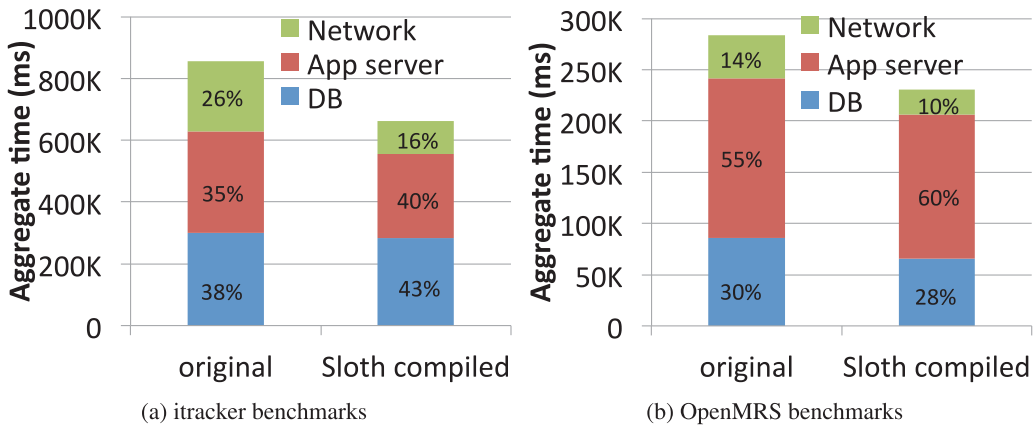 Aggregate time (ms)
1000K
800K
600K
400K
200K
0
Network
App server
DB
26%
35%
38%
16%
40%
43%
original
Sloth compiled
(a) itracker benchmarks
Aggregate time (ms)
300K
250K
200K
150K
100K
50K
0
Network
App server
DB
14%
55%
30%
10%
60%
28%
original
Sloth compiled
(b) OpenMRS benchmarks